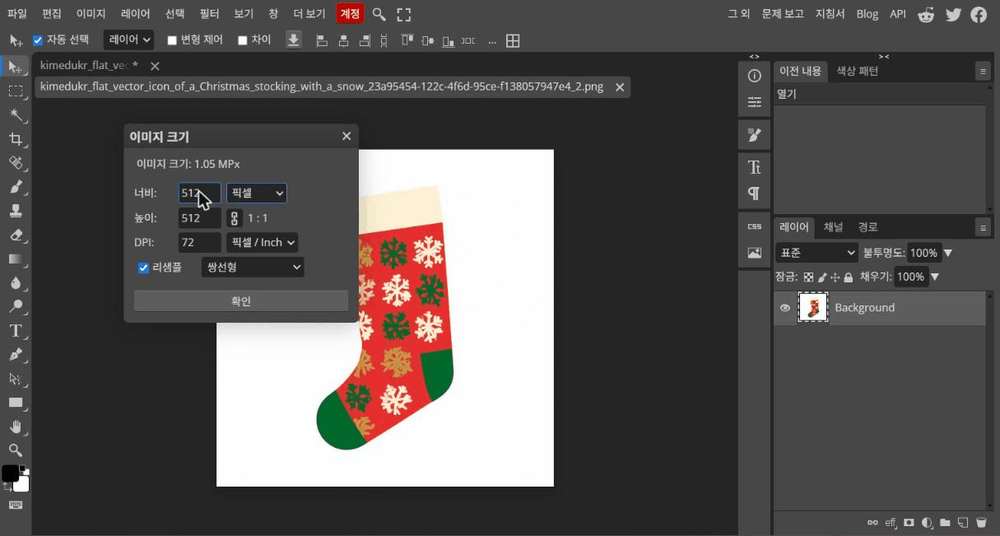 파일 편집 이미지 레이어 선택 필터 보기 창 더 보기 계정 그 외 문제 보고 지침서 Blog API
자동 선택 레이어 변형 제어 차이 ...
kimedukr_flat_vec *
kimedukr_flat_vector_icon_of_a_Christmas_stocking_with_a_snow_23a95454-122c-4f6d-95ce-f138057947e4_2.png
이미지 크기
이미지 크기: 1.05 MPx
너비: 512 픽셀
높이: 512 1 : 1
DPI: 72 픽셀 / Inch
리샘플 쌍선형
확인
< > > <
이전 내용 색상 패턴
열기
CSS
레이어 채널 경로
표준 불투명도: 100%
잠금: 채우기: 100%
Background
eff